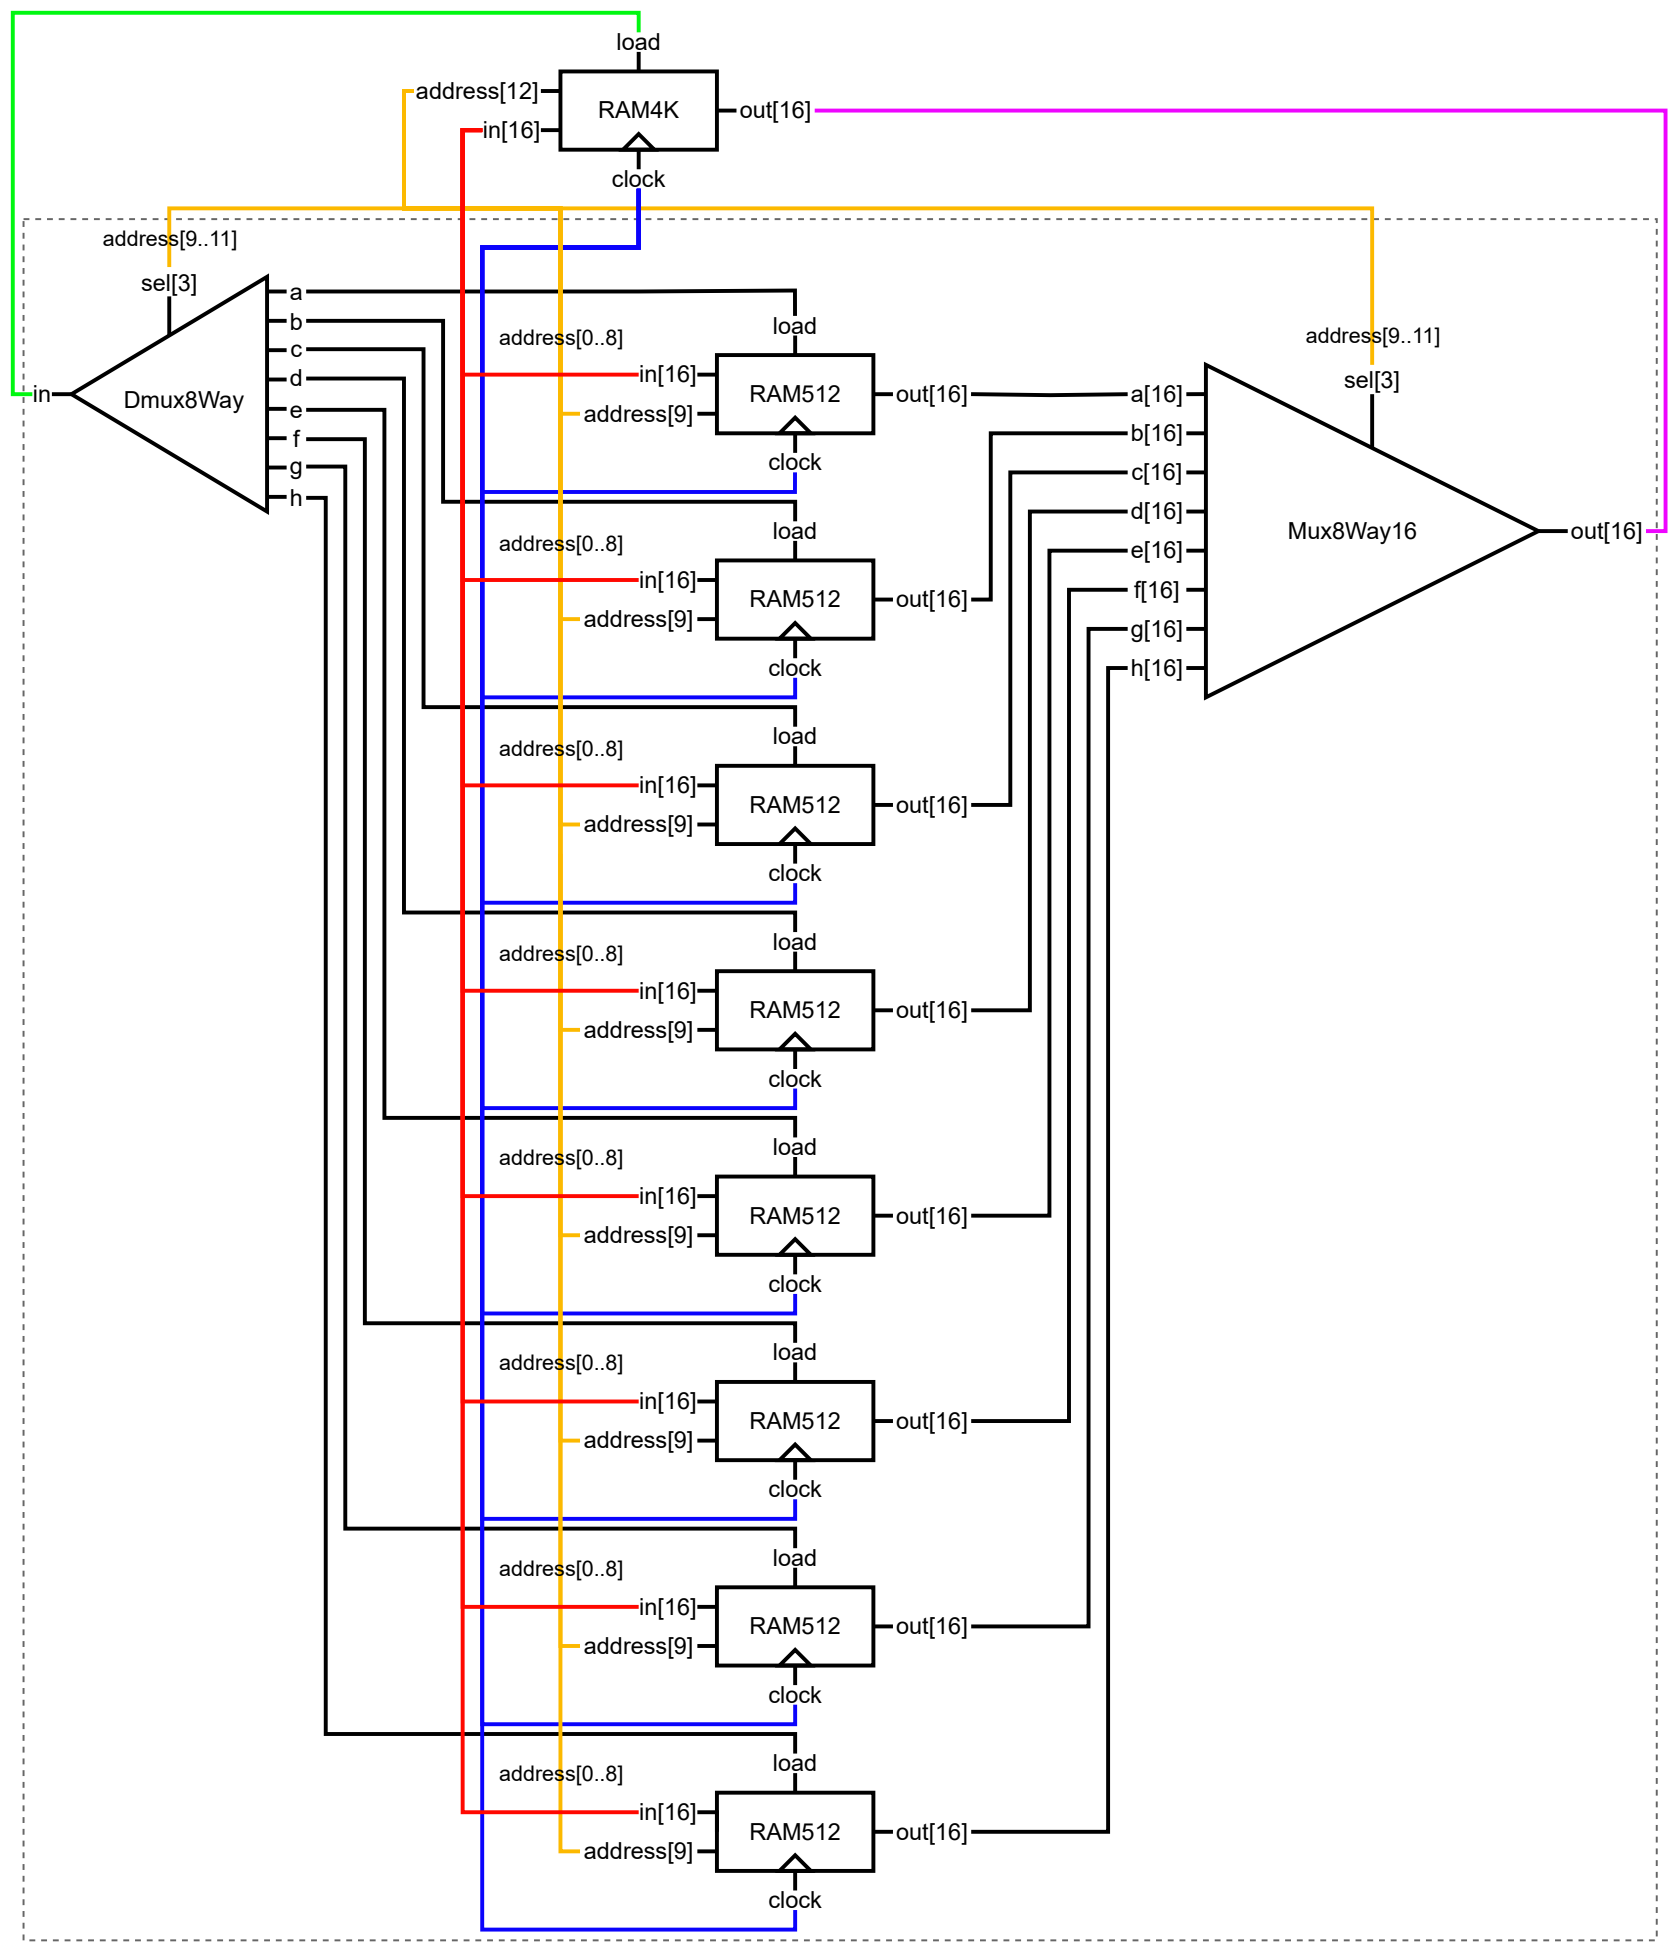 load
address[12]
RAM4K
out[16]
in[16]
clock
address[9..11]
sel[3]
in
Dmux8Way
a
b
c
d
e
f
g
h
load
address[0..8]
in[16]
RAM512
out[16]
address[9]
clock
load
address[0..8]
in[16]
RAM512
out[16]
address[9]
clock
load
address[0..8]
in[16]
RAM512
out[16]
address[9]
clock
load
address[0..8]
in[16]
RAM512
out[16]
address[9]
clock
load
address[0..8]
in[16]
RAM512
out[16]
address[9]
clock
load
address[0..8]
in[16]
RAM512
out[16]
address[9]
clock
load
address[0..8]
in[16]
RAM512
out[16]
address[9]
clock
load
address[0..8]
in[16]
RAM512
out[16]
address[9]
clock
address[9..11]
sel[3]
a[16]
b[16]
c[16]
d[16]
e[16]
f[16]
g[16]
h[16]
Mux8Way16
out[16]